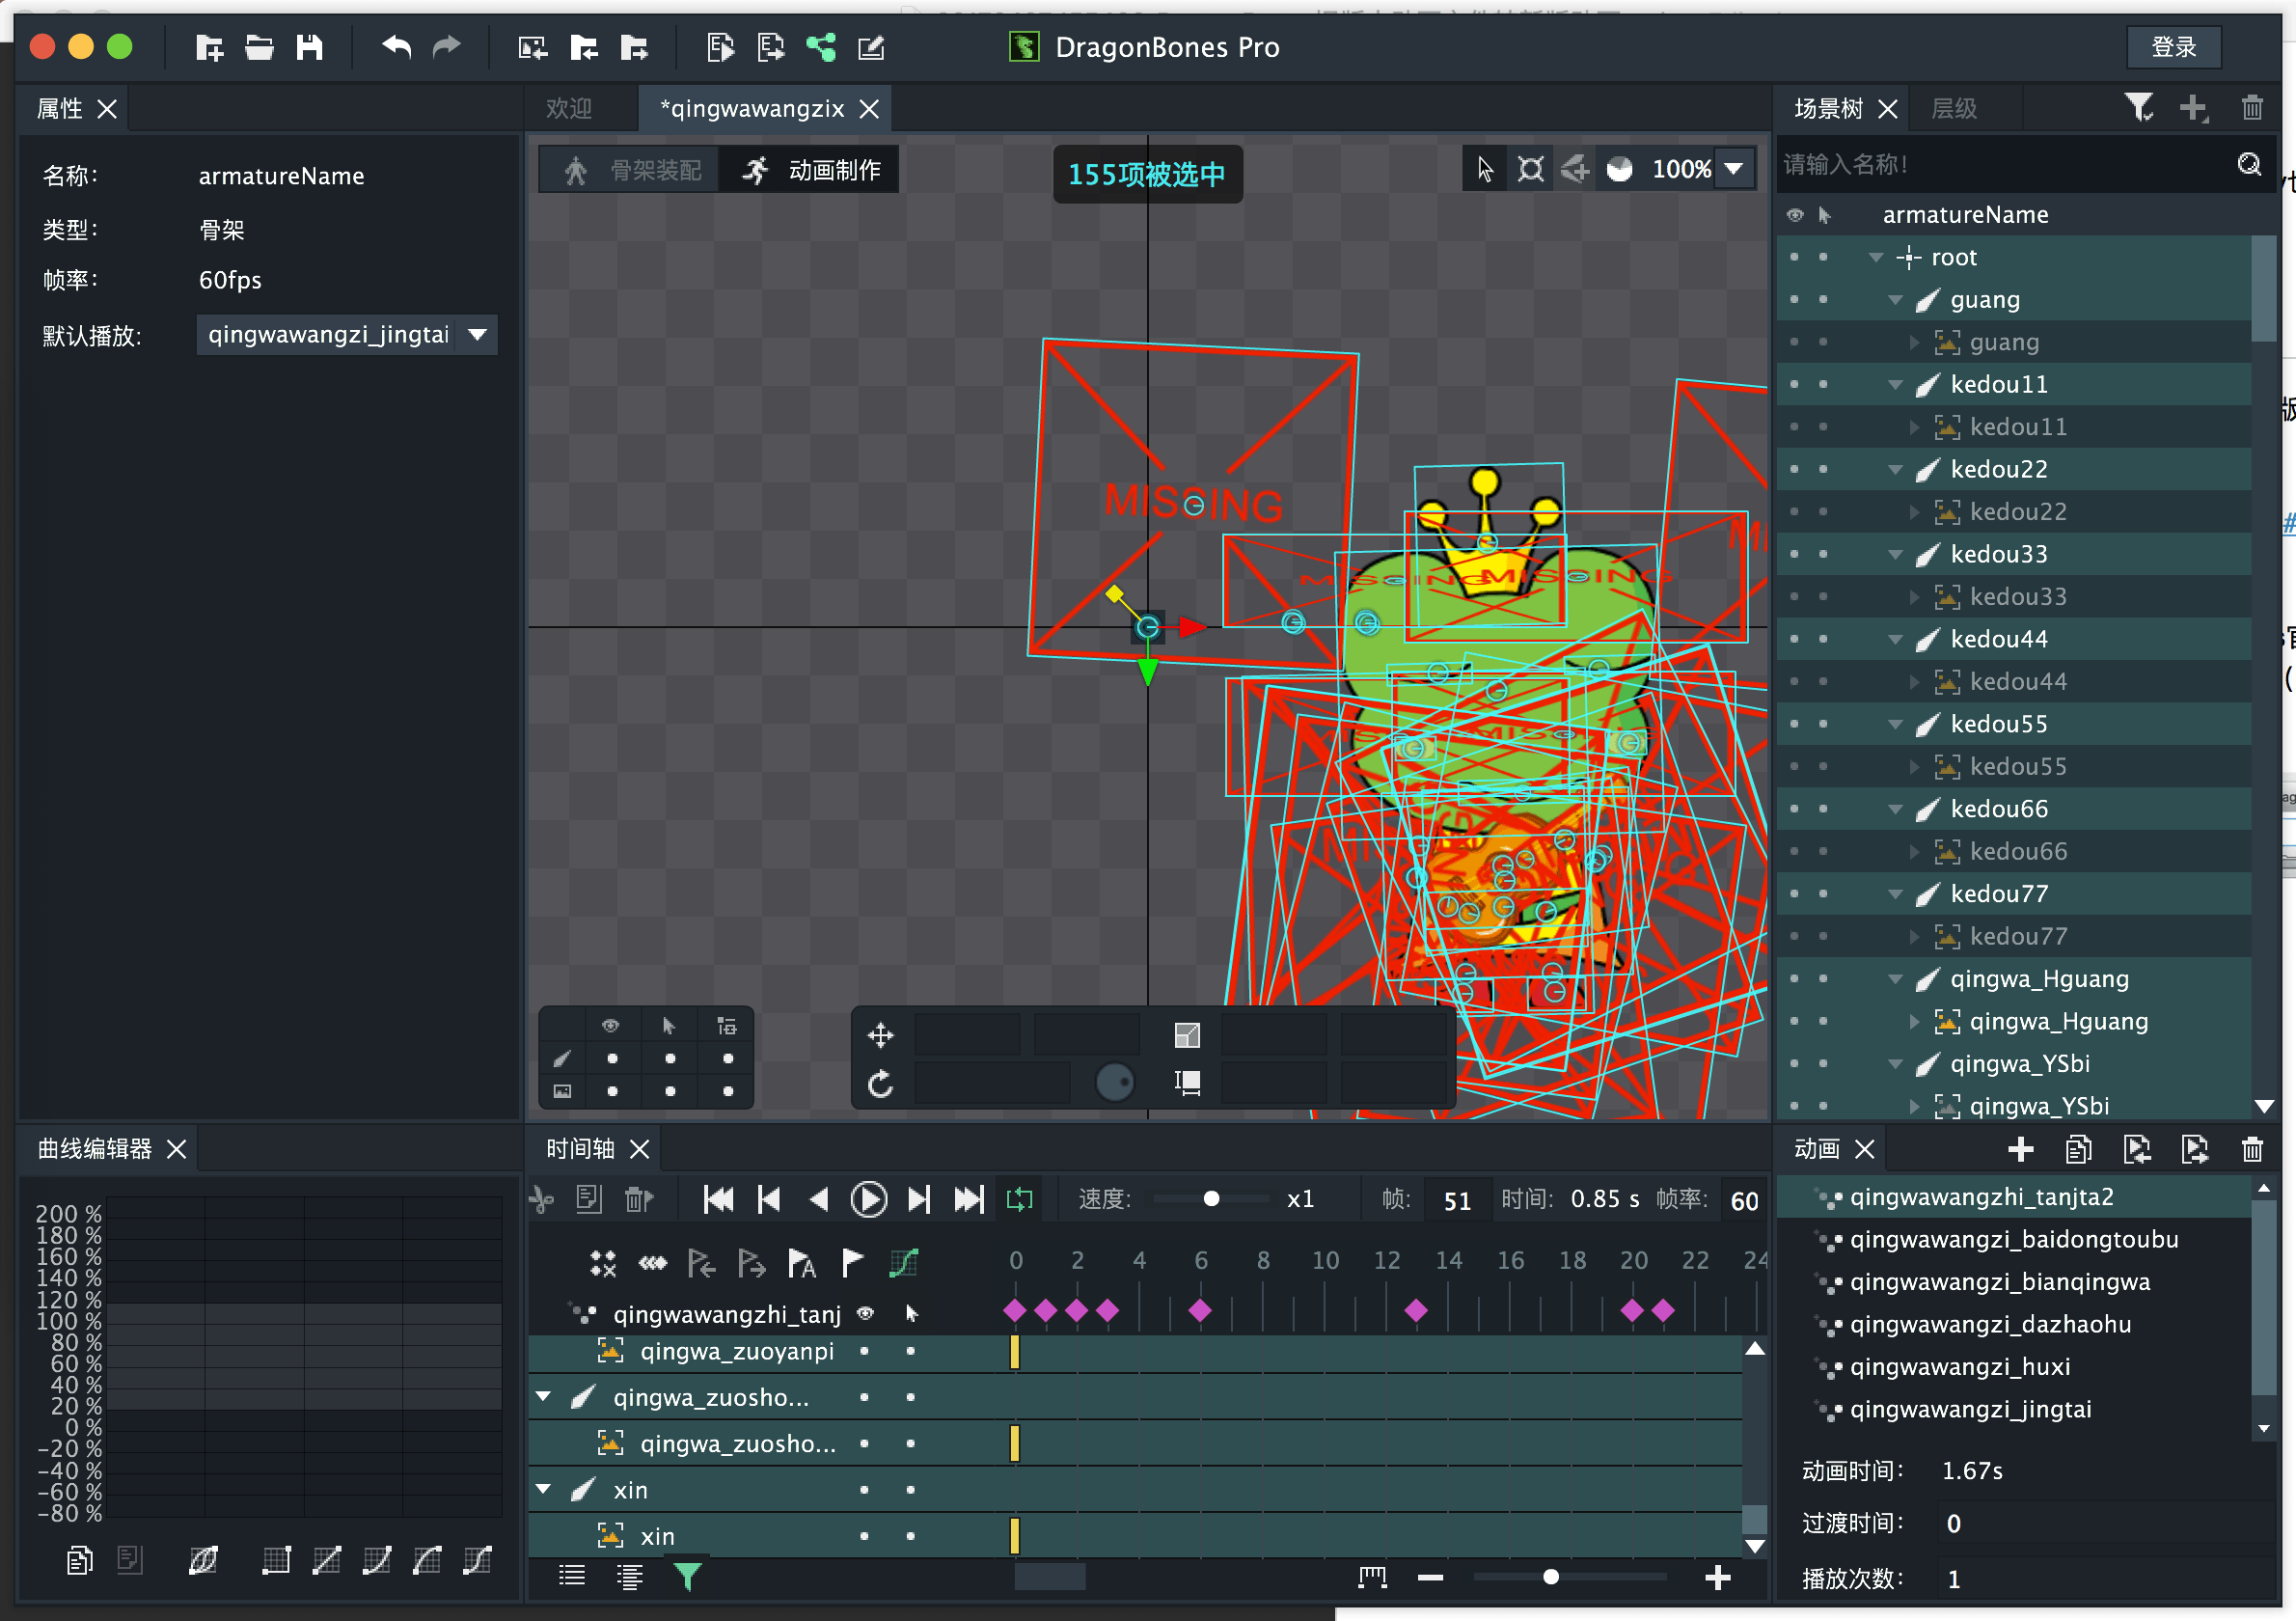 DragonBones Pro
登录
属性
欢迎
*qingwawangzix
场景树
层级
名称:
armatureName
类型:
骨架
帧率:
60fps
默认播放:
qingwawangzi_jingtai
骨架装配
动画制作
155项被选中
100%
MISSING
MISSING
MISSING
请输入名称!
armatureName
root
guang
guang
kedou11
kedou11
kedou22
kedou22
kedou33
kedou33
kedou44
kedou44
kedou55
kedou55
kedou66
kedou66
kedou77
kedou77
qingwa_Hguang
qingwa_Hguang
qingwa_YSbi
qingwa_YSbi
曲线编辑器
200 %
180 %
160 %
140 %
120 %
100 %
80 %
60 %
40 %
20 %
0 %
-20 %
-40 %
-60 %
-80 %
时间轴
速度:
x1
帧:
51
时间:
0.85 s
帧率:
60
0 2 4 6 8 10 12 14 16 18 20 22 24
qingwawangzhi_tanj
qingwa_zuoyanpi
qingwa_zuosho...
qingwa_zuosho...
xin
xin
动画
qingwawangzhi_tanjta2
qingwawangzi_baidongtoubu
qingwawangzi_bianqingwa
qingwawangzi_dazhaohu
qingwawangzi_huxi
qingwawangzi_jingtai
动画时间:
1.67s
过渡时间:
0
播放次数:
1